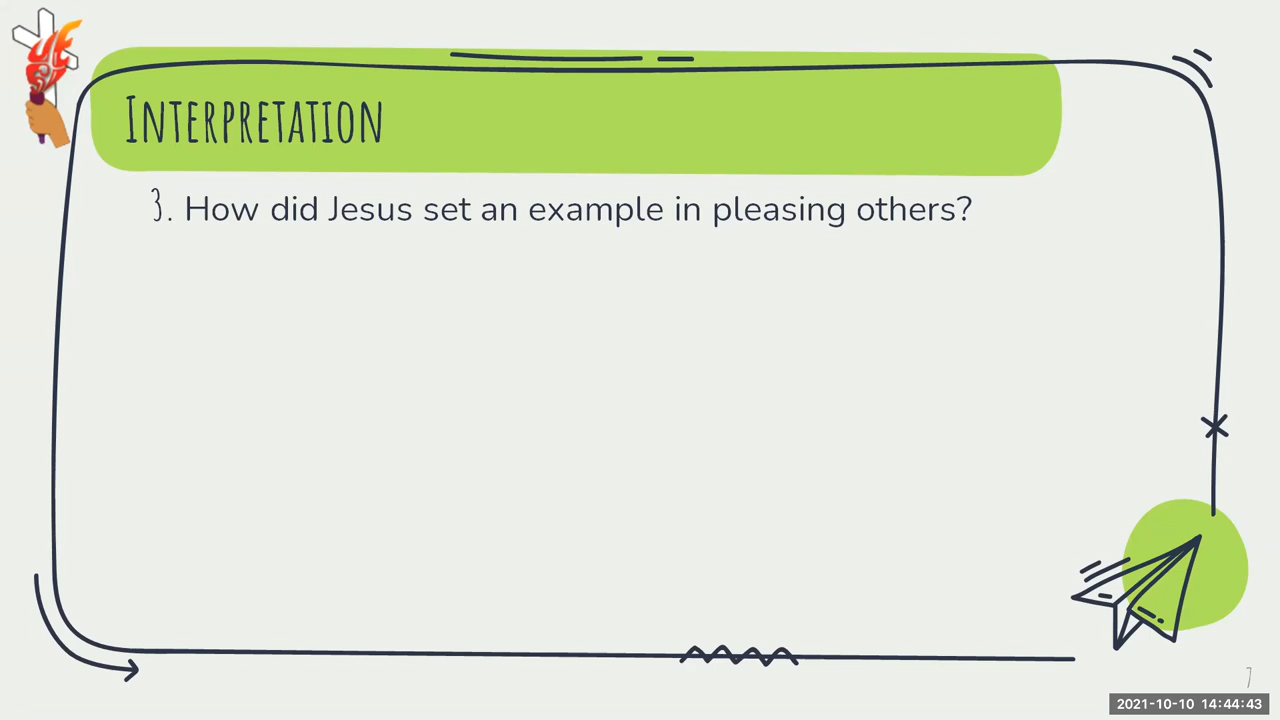 Interpretation
3. How did Jesus set an example in pleasing others?
7
2021-10-10 14:44:43